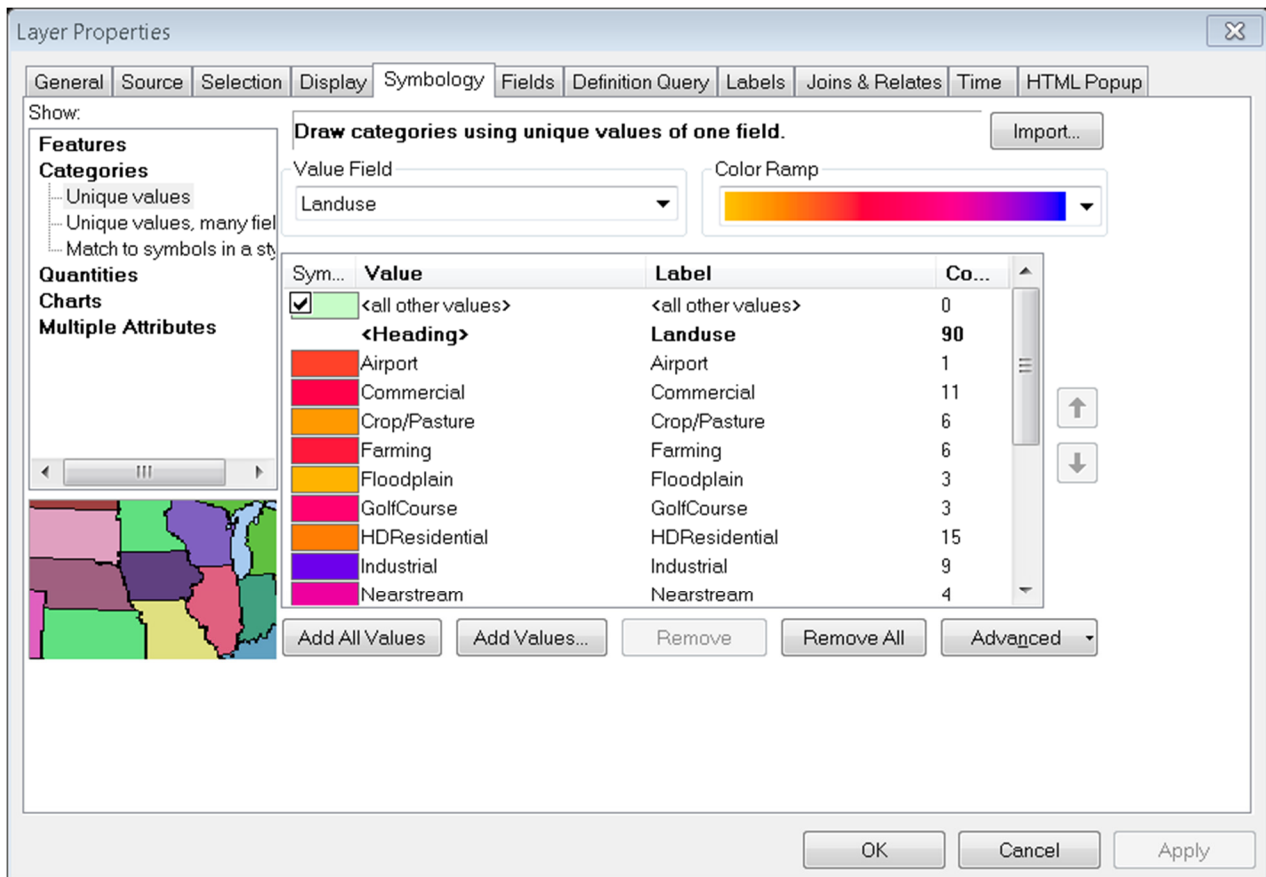 Layer Properties
General Source Selection Display Symbology Fields Definition Query Labels Joins & Relates Time HTML Popup
Show:
Features
Categories
Unique values
Unique values, many fiel
Match to symbols in a sty
Quantities
Charts
Multiple Attributes
Draw categories using unique values of one field.
Import...
Value Field
Landuse
Color Ramp
Sym... Value Label Co...
<all other values> <all other values> 0
<Heading> Landuse 90
Airport Airport 1
Commercial Commercial 11
Crop/Pasture Crop/Pasture 6
Farming Farming 6
Floodplain Floodplain 3
GolfCourse GolfCourse 3
HDResidential HDResidential 15
Industrial Industrial 9
Nearstream Nearstream 4
Add All Values Add Values... Remove Remove All Advanced
OK Cancel Apply